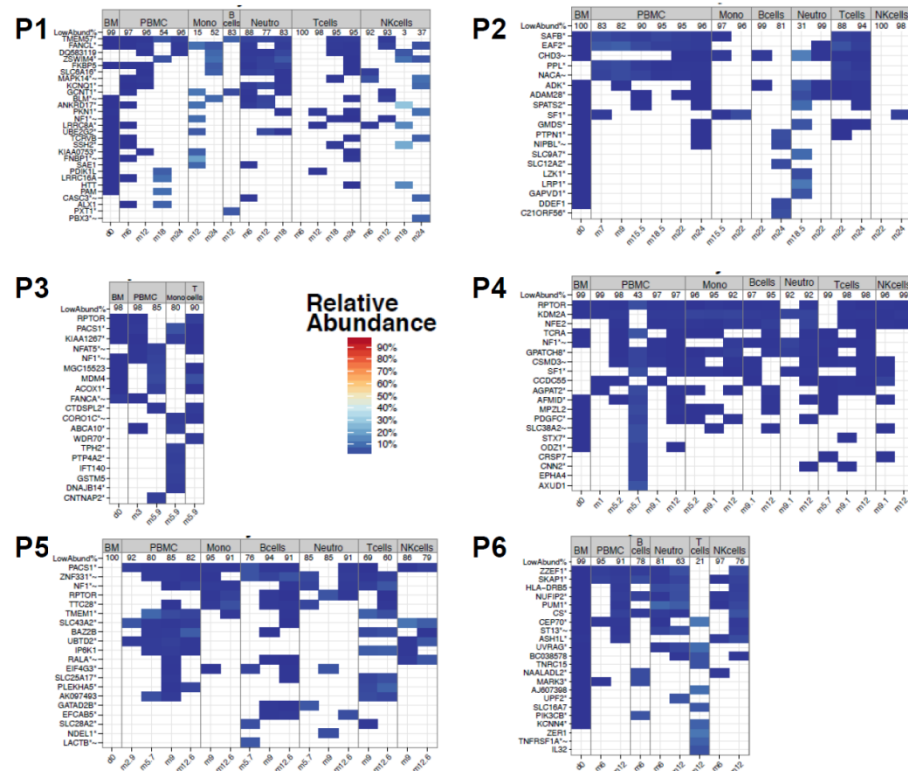 P1
BM PBMC Mono B cells Neutro Tcells NKcells
LowAbund% 99 97 96 54 96 15 52 83 88 77 83 100 98 95 95 92 93 3 37
TMEM57*
FANCL*
DQ583119
ZSWIM4*
FKBP5
SLC6A16*
MAPK14*
KCNQ1*
GCNT1*
BLM*~
ANKRD17*
PKN1*
NF1*~
LRRC8A*
UBE2G2*
TCRVB
SSH2*
KIAA0753*
FNBP1*~
SAE1
PDIK1L
LRRC16A
HTT
PAM
CASC3*~
ALX1
PXT1*
PBX3*~
d0 m6 m12 m18 m24 m12 m24 m12 m6 m12 m18 m6 m12 m18 m24 m6 m12 m18 m24
P2
BM PBMC Mono Bcells Neutro Tcells NKcells
LowAbund% 83 82 90 95 95 96 97 96 99 81 31 99 88 94 100 98
SAFB*
EAF2*
CHD3~
PPL*
NACA~
ADK*
ADAM28*
SPATS2*
SF1*
GMDS*
PTPN1*
NIPBL*~
SLC9A7*
SLC12A2*
LZK1*
LRP1*
GAPVD1*
DDEF1
C21ORF56*
d0 m7 m9 m15.5 m18.5 m22 m24 m15.5 m22 m22 m24 m18.5 m22 m22 m24 m22 m24
P3
BM PBMC Mono T cells
LowAbund% 98 98 85 80 90
RPTOR
PACS1*
KIAA1267*
NFAT5*
NF1*~
MGC15523
MDM4
ACOX1*
FANCA*
CTDSPL2*
CORO1C*~
ABCA10*
WDR70*
TPH2*
PTP4A2*
IFT140
GSTM5
DNAJB14*
CNTNAP2*
d0 m3 m5.9 m5.9 m5.9
Relative
Abundance
90%
80%
70%
60%
50%
40%
30%
20%
10%
P4
BM PBMC Mono Bcells Neutro Tcells NKcells
LowAbund% 99 99 98 43 97 97 96 95 92 97 95 92 92 99 98 98 96 99
RPTOR
KDM2A
NFE2
TCRA
NF1*~
GPATCH8*
CSMD3~
SF1*
CCDC55
AGPAT2*
AFMID*
MPZL2
PDGFC*
SLC38A2~
STX7*
ODZ1*
CRSP7
CNN2*
EPHA4
AXUD1
d0 m1 m5.2 m5.7 m9.1 m12 m5.2 m9.1 m12 m9.1 m12 m9.1 m12 m5.7 m9.1 m12 m9.1 m12
P5
BM PBMC Mono Bcells Neutro Tcells NKcells
LowAbund% 100 92 80 85 82 95 91 76 94 91 85 85 91 69 60 86 79
PACS1*
ZNF331*~
NF1*~
RPTOR
TTC28*
TMEM1*
SLC43A2*
BAZ2B
UBTD2*
IP6K1
RALA*~
EIF4G3*
SLC25A17*
PLEKHA5*
AK097493
GATAD2B*
EFCAB5*
SLC28A2*
NDEL1*
LACTB*~
d0 m2.9 m5.7 m9 m12.6 m9 m12.6 m5.7 m9 m12.6 m5.7 m9 m12.6 m9 m12.6 m9 m12.6
P6
BM PBMC B cells Neutro T cells NKcells
LowAbund% 99 95 91 78 81 63 21 97 76
ZZEF1*
SKAP1*
HLA-DRB5
NUFIP2*
PUM1*
CS*
CEP70*
ST13*~
ASH1L*
UVRAG*
BC038578
TNRC15
NAALADL2*
MARK3*
AJ607398
UPF2*
SLC16A7
PIK3CB*
KCNN4*
ZER1
TNFRSF1A*~
IL32
d0 m6 m12 m6 m6 m12 m12 m6 m12